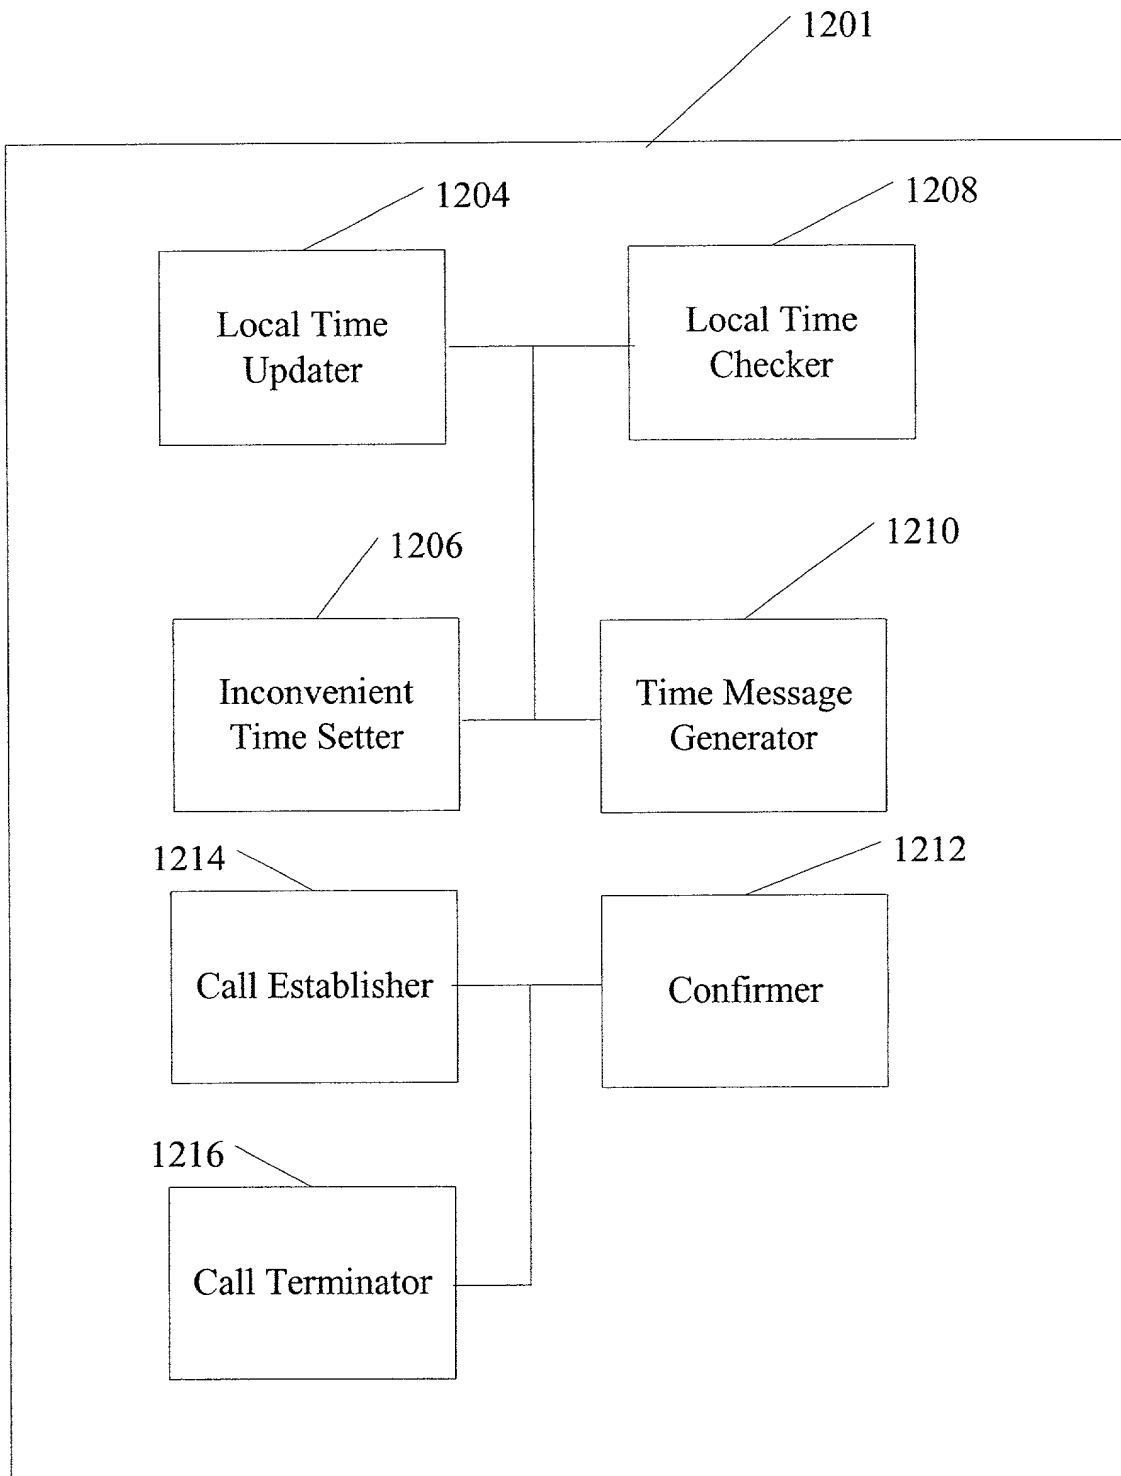 1201
1204
1208
Local Time
Updater
Local Time
Checker
1206
1210
Inconvenient
Time Setter
Time Message
Generator
1214
1212
Call Establisher
Confirmer
1216
Call Terminator